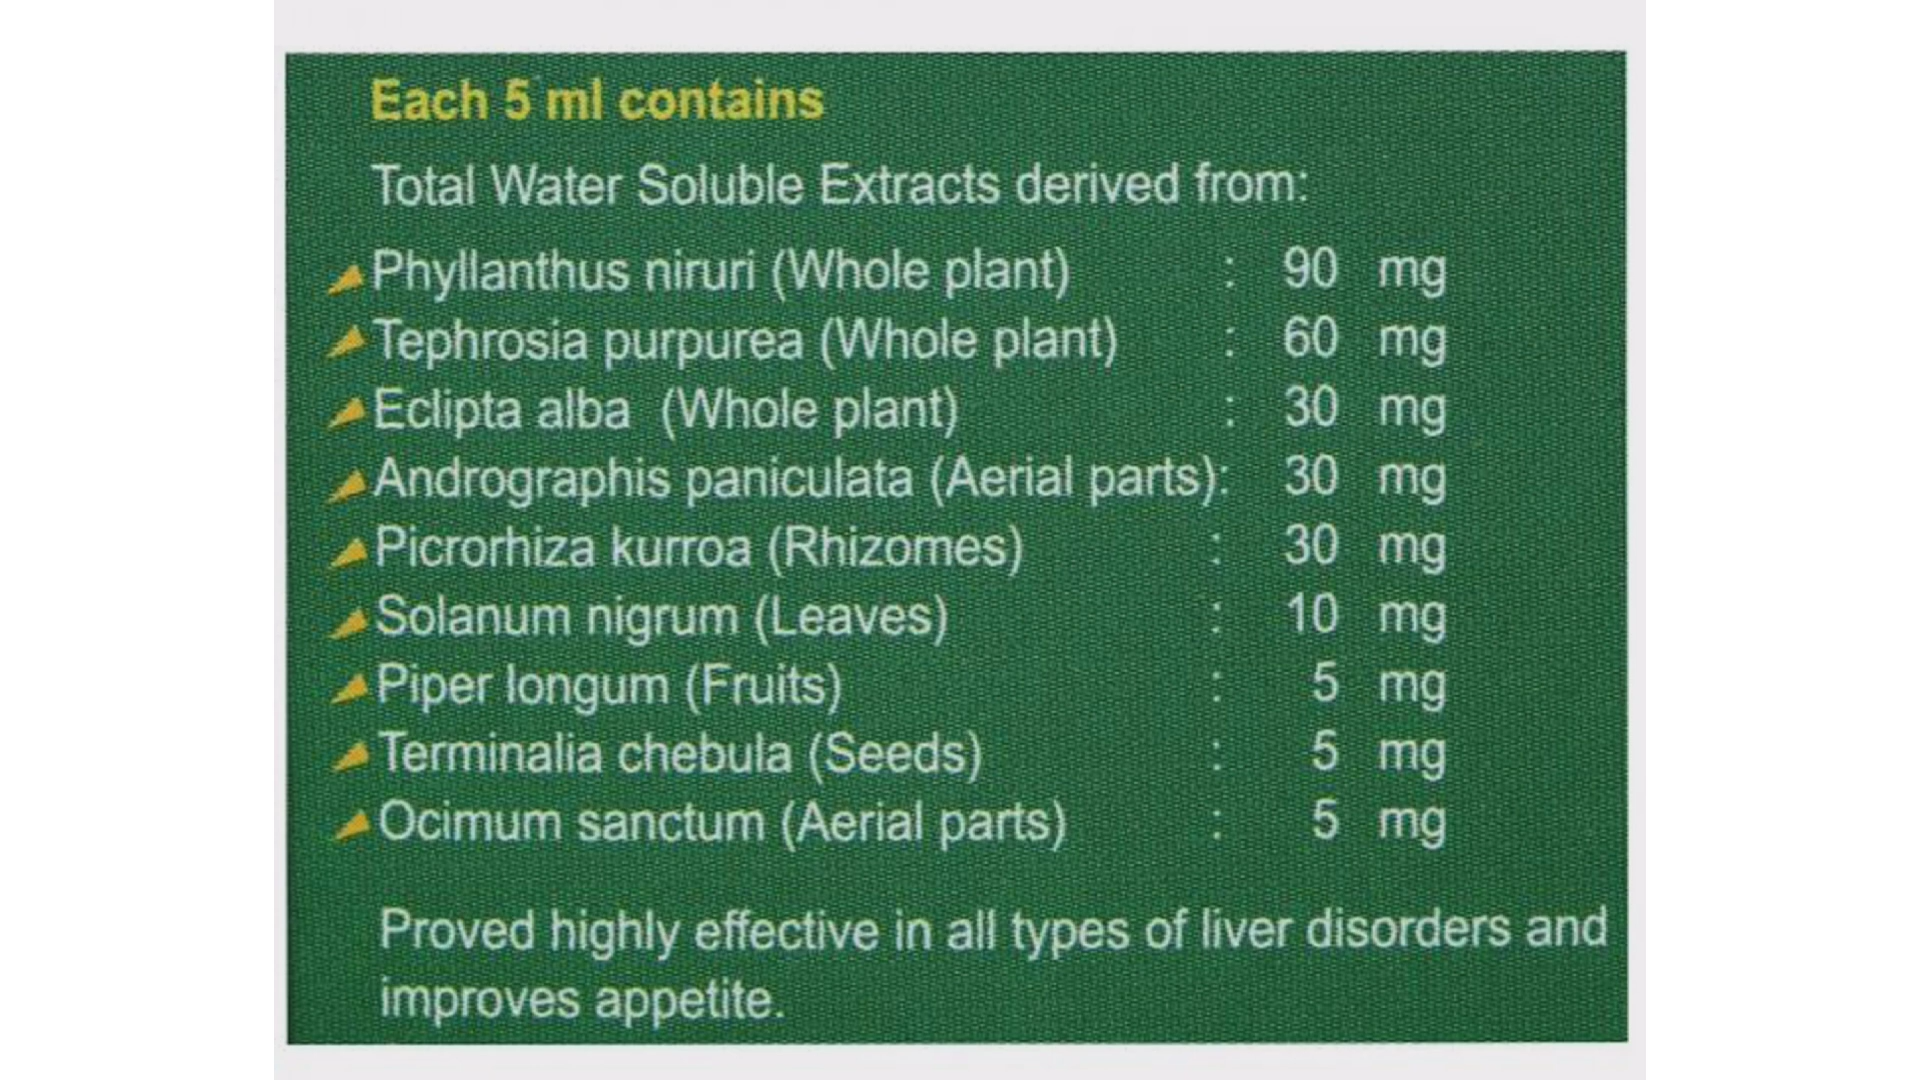 Each 5 ml contains
Total Water Soluble Extracts derived from:
Phyllanthus niruri (Whole plant) : 90 mg
Tephrosia purpurea (Whole plant) : 60 mg
Eclipta alba (Whole plant) : 30 mg
Andrographis paniculata (Aerial parts): 30 mg
Picrorhiza kurroa (Rhizomes) : 30 mg
Solanum nigrum (Leaves) : 10 mg
Piper longum (Fruits) : 5 mg
Terminalia chebula (Seeds) : 5 mg
Ocimum sanctum (Aerial parts) : 5 mg
Proved highly effective in all types of liver disorders and
improves appetite.